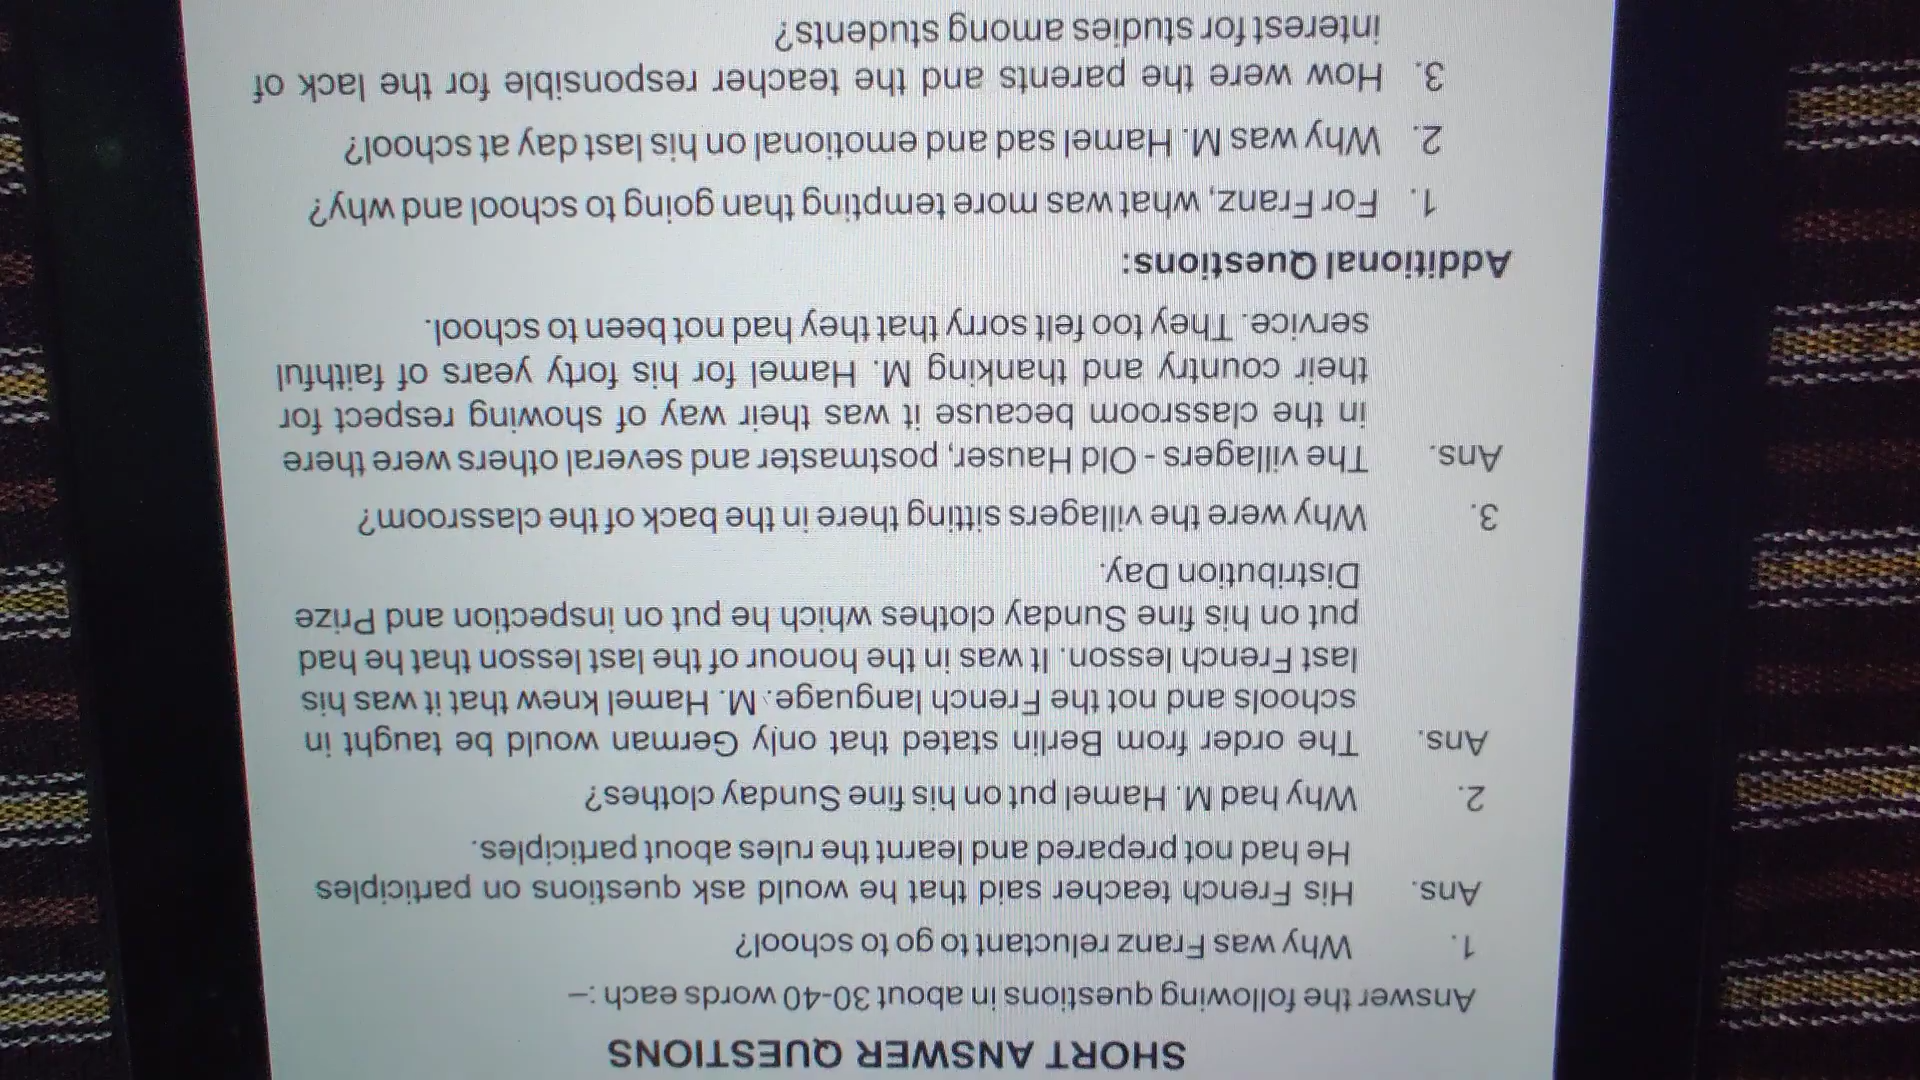 SHORT ANSWER QUESTIONS
Answer the following questions in about 30-40 words each :–
1. Why was Franz reluctant to go to school?
Ans. His French teacher said that he would ask questions on participles
He had not prepared and learnt the rules about participles.
2. Why had M. Hamel put on his fine Sunday clothes?
Ans. The order from Berlin stated that only German would be taught in
schools and not the French language. M. Hamel knew that it was his
last French lesson. It was in the honour of the last lesson that he had
put on his fine Sunday clothes which he put on inspection and Prize
Distribution Day.
3. Why were the villagers sitting there in the back of the classroom?
Ans. The villagers - Old Hauser, postmaster and several others were there
in the classroom because it was their way of showing respect for
their country and thanking M. Hamel for his forty years of faithful
service. They too felt sorry that they had not been to school.
Additional Questions:
1. For Franz, what was more tempting than going to school and why?
2. Why was M. Hamel sad and emotional on his last day at school?
3. How were the parents and the teacher responsible for the lack of
interest for studies among students?